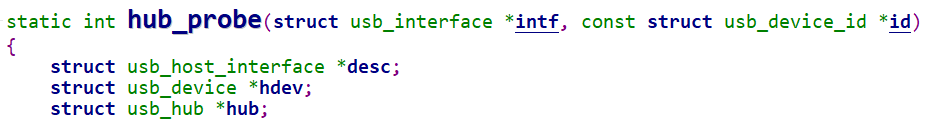 static int hub_probe(struct usb_interface *intf, const struct usb_device_id *id)
{
    struct usb_host_interface *desc;
    struct usb_device *hdev;
    struct usb_hub *hub;